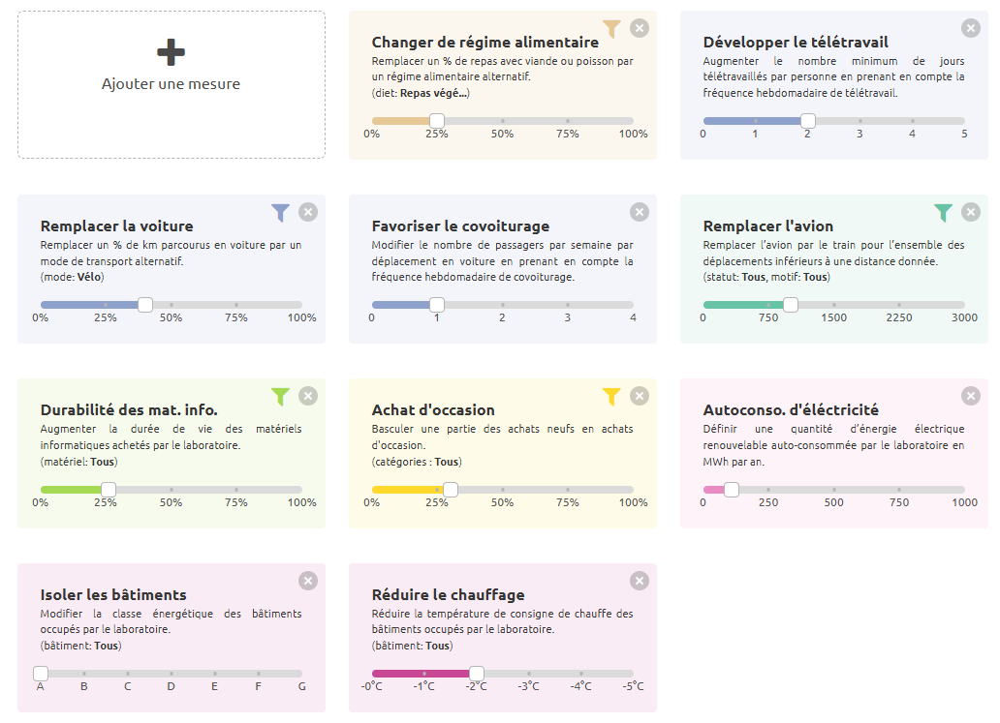 Ajouter une mesure
Changer de régime alimentaire
Remplacer un % de repas avec viande ou poisson par
un régime alimentaire alternatif.
(diet: Repas végé...)
0% 25% 50% 75% 100%
Développer le télétravail
Augmenter le nombre minimum de jours
télétravaillés par personne en prenant en compte la
fréquence hebdomadaire de télétravail.
0 1 2 3 4 5
Remplacer la voiture
Remplacer un % de km parcourus en voiture par un
mode de transport alternatif.
(mode: Vélo)
0% 25% 50% 75% 100%
Favoriser le covoiturage
Modifier le nombre de passagers par semaine par
déplacement en voiture en prenant en compte la
fréquence hebdomadaire de covoiturage.
0 1 2 3 4
Remplacer l'avion
Remplacer l’avion par le train pour l’ensemble des
déplacements inférieurs à une distance donnée.
(statut: Tous, motif: Tous)
0 750 1500 2250 3000
Durabilité des mat. info.
Augmenter la durée de vie des matériels
informatiques achetés par le laboratoire.
(matériel: Tous)
0% 25% 50% 75% 100%
Achat d'occasion
Basculer une partie des achats neufs en achats
d'occasion.
(catégories : Tous)
0% 25% 50% 75% 100%
Autoconso. d'éléctricité
Définir une quantité d’énergie électrique
renouvelable auto-consommée par le laboratoire en
MWh par an.
0 250 500 750 1000
Isoler les bâtiments
Modifier la classe énergétique des bâtiments
occupés par le laboratoire.
(bâtiment: Tous)
A B C D E F G
Réduire le chauffage
Réduire la température de consigne de chauffe des
bâtiments occupés par le laboratoire.
(bâtiment: Tous)
-0°C -1°C -2°C -3°C -4°C -5°C